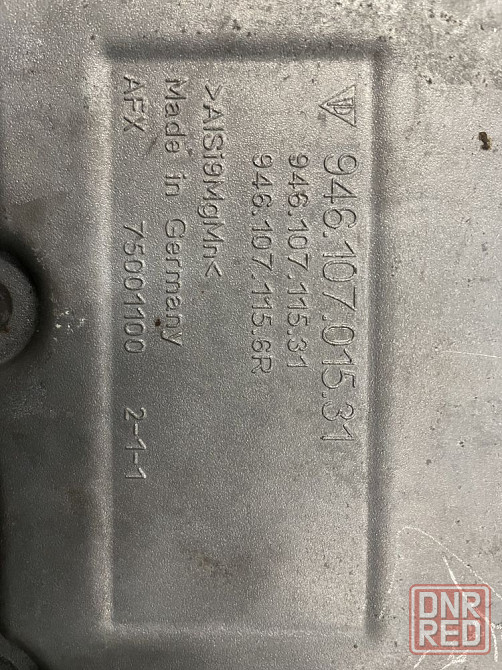 946.107.015.31
946.107.115.31
946.107.115.6R
>AlSi9MgMn<
Made in Germany
AFX 75001100 2-1-1
DNR
RED